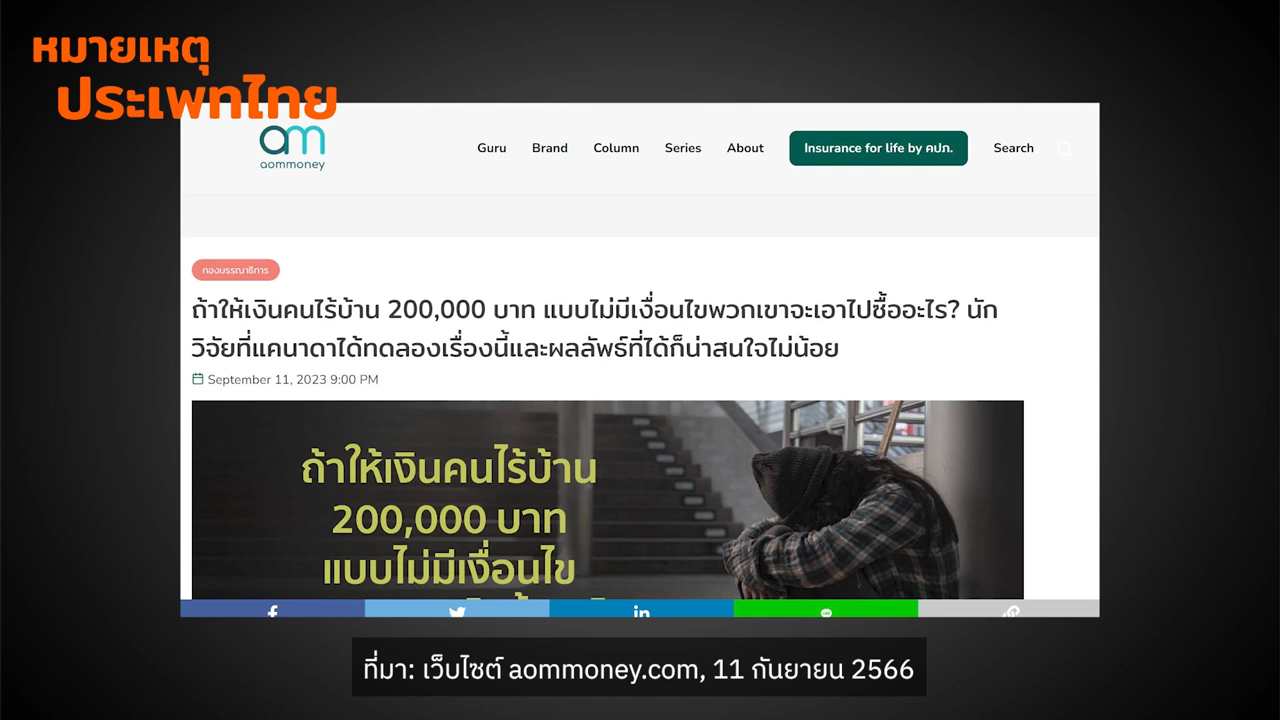 หมายเหตุ
ประเพทไทย
am
aommoney
Guru Brand Column Series About Insurance for life by คปภ. Search
กองบรรณาธิการ
ถ้าให้เงินคนไร้บ้าน 200,000 บาท แบบไม่มีเงื่อนไขพวกเขาจะเอาไปซื้ออะไร? นัก
วิจัยที่แคนาดาได้ทดลองเรื่องนี้และผลลัพธ์ที่ได้ก็น่าสนใจไม่น้อย
September 11, 2023 9:00 PM
ถ้าให้เงินคนไร้บ้าน
200,000 บาท
แบบไม่มีเงื่อนไข
ที่มา: เว็บไซต์ aommoney.com, 11 กันยายน 2566